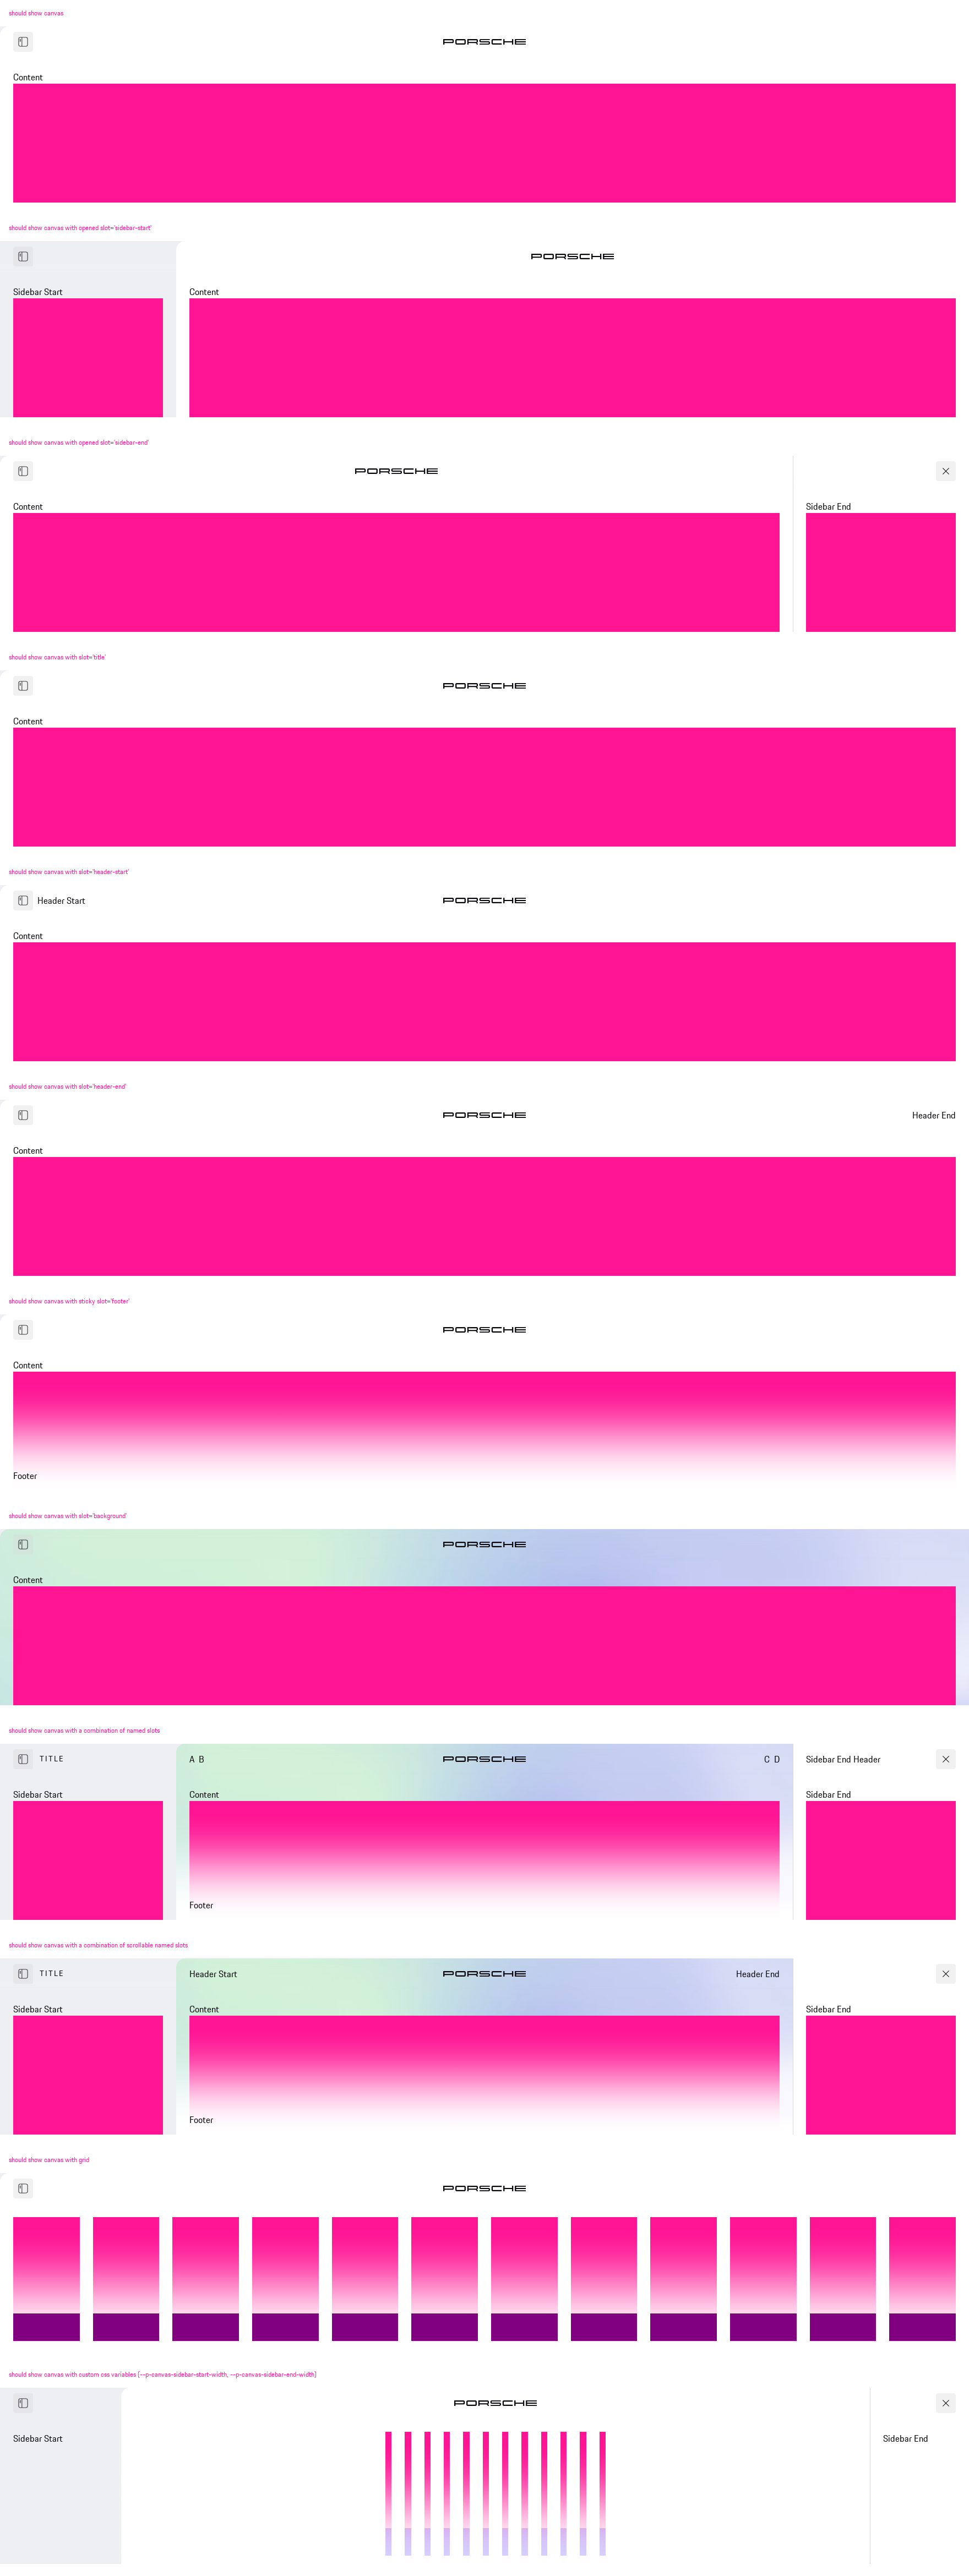 should show canvas
PORSCHE
Content
should show canvas with opened slot='sidebar-start'
PORSCHE
Sidebar Start Content
should show canvas with opened slot='sidebar-end'
PORSCHE
Content Sidebar End
should show canvas with slot='title'
PORSCHE
Content
should show canvas with slot='header-start'
Header Start PORSCHE
Content
should show canvas with slot='header-end'
PORSCHE Header End
Content
should show canvas with sticky slot='footer'
PORSCHE
Content
Footer
should show canvas with slot='background'
PORSCHE
Content
should show canvas with a combination of named slots
TITLE A B PORSCHE C D Sidebar End Header
Sidebar Start Content Sidebar End
Footer
should show canvas with a combination of scrollable named slots
TITLE Header Start PORSCHE Header End
Sidebar Start Content Sidebar End
Footer
should show canvas with grid
PORSCHE
should show canvas with custom css variables (--p-canvas-sidebar-start-width, --p-canvas-sidebar-end-width)
PORSCHE
Sidebar Start Sidebar End